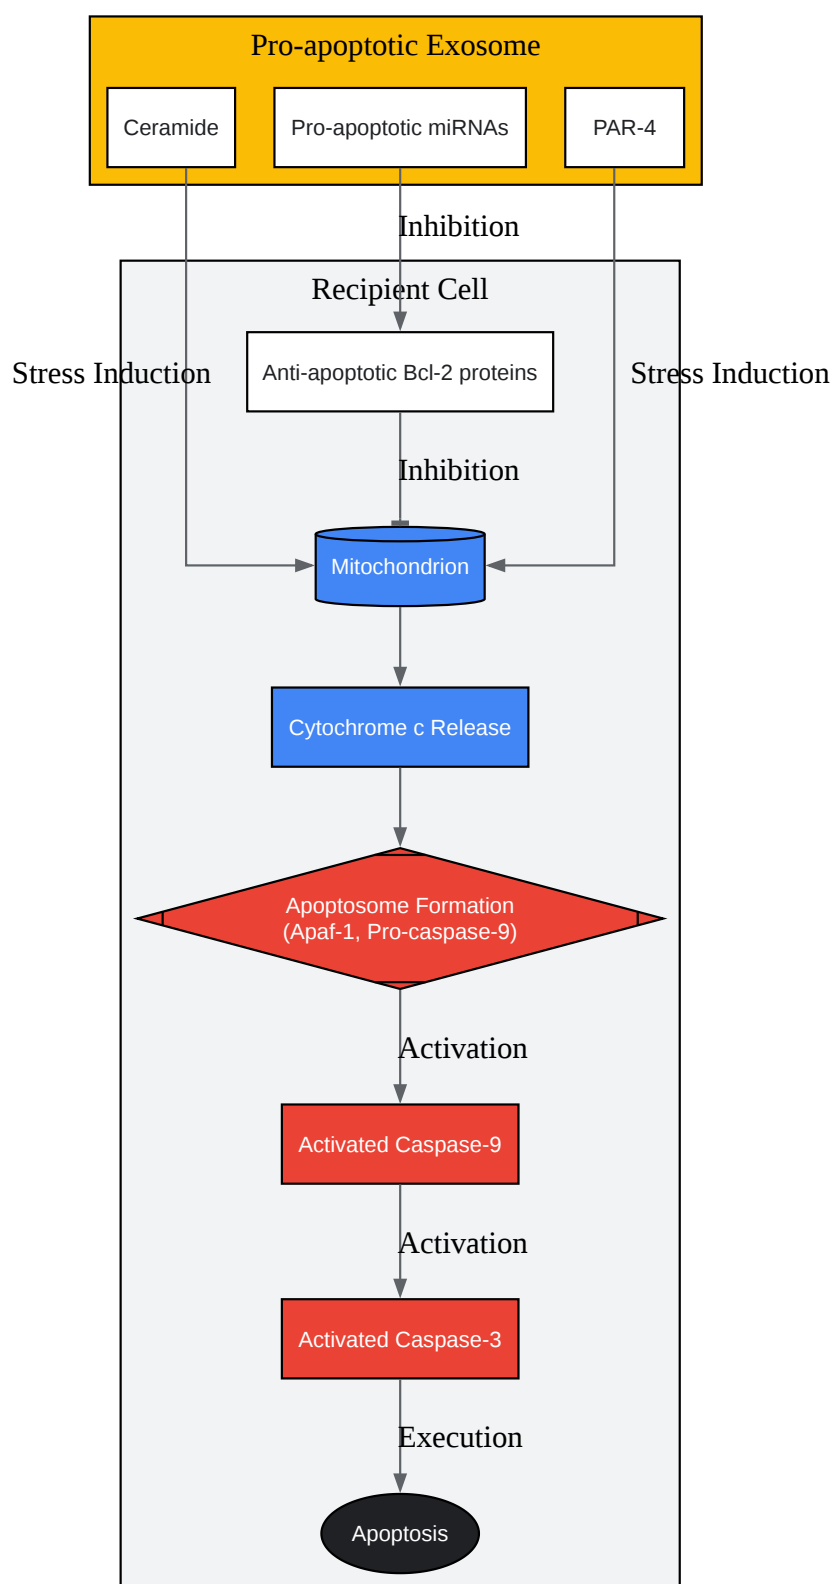 Pro-apoptotic Exosome
Ceramide
Pro-apoptotic miRNAs
PAR-4
Inhibition
Recipient Cell
Stress Induction
Anti-apoptotic Bcl-2 proteins
Stress Induction
Inhibition
Mitochondrion
Cytochrome c Release
Apoptosome Formation
(Apaf-1, Pro-caspase-9)
Activation
Activated Caspase-9
Activation
Activated Caspase-3
Execution
Apoptosis